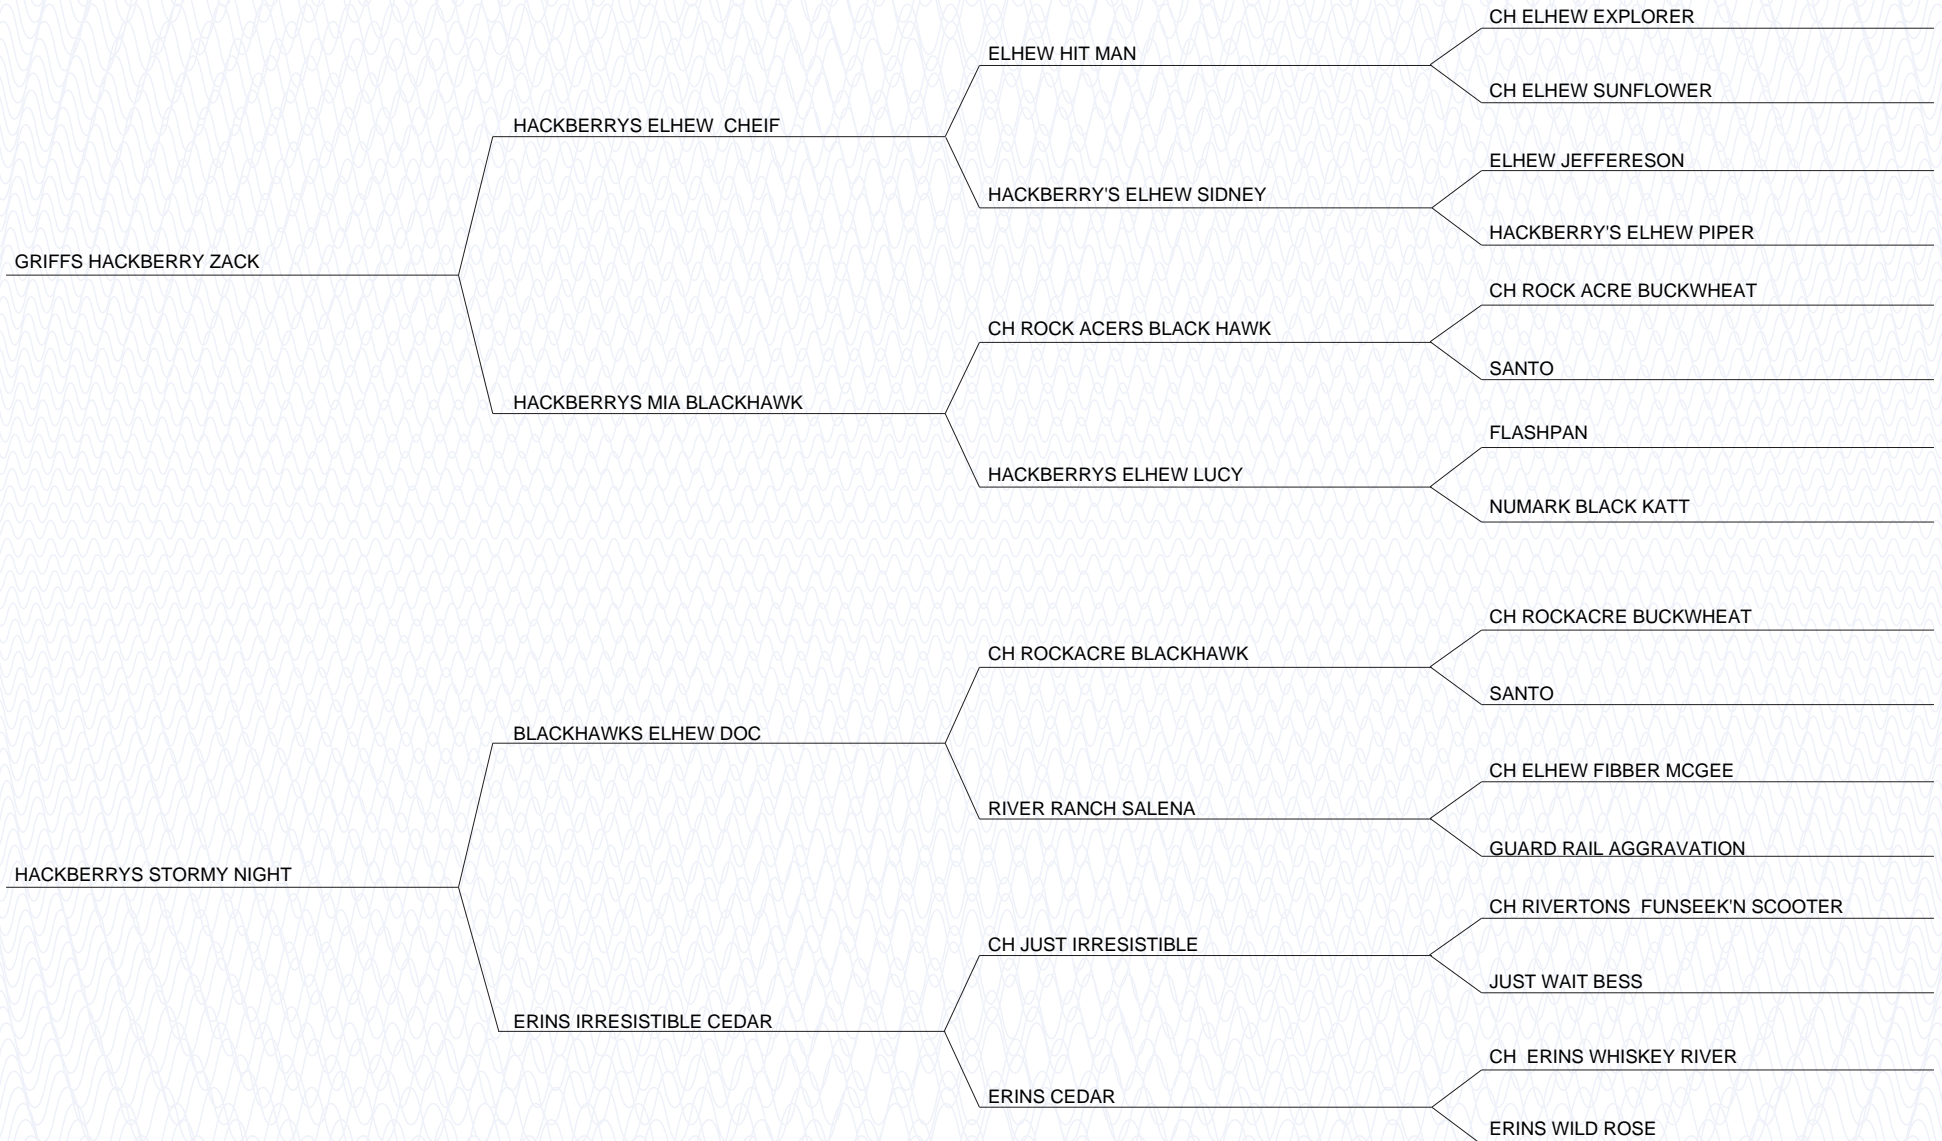 CH ELHEW EXPLORER
ELHEW HIT MAN
CH ELHEW SUNFLOWER
HACKBERRYS ELHEW  CHEIF
ELHEW JEFFERESON
HACKBERRY'S ELHEW SIDNEY
HACKBERRY'S ELHEW PIPER
GRIFFS HACKBERRY ZACK
CH ROCK ACRE BUCKWHEAT
CH ROCK ACERS BLACK HAWK
SANTO
HACKBERRYS MIA BLACKHAWK
FLASHPAN
HACKBERRYS ELHEW LUCY
NUMARK BLACK KATT
CH ROCKACRE BUCKWHEAT
CH ROCKACRE BLACKHAWK
SANTO
BLACKHAWKS ELHEW DOC
CH ELHEW FIBBER MCGEE
RIVER RANCH SALENA
GUARD RAIL AGGRAVATION
HACKBERRYS STORMY NIGHT
CH RIVERTONS  FUNSEEK'N SCOOTER
CH JUST IRRESISTIBLE
JUST WAIT BESS
ERINS IRRESISTIBLE CEDAR
CH  ERINS WHISKEY RIVER
ERINS CEDAR
ERINS WILD ROSE